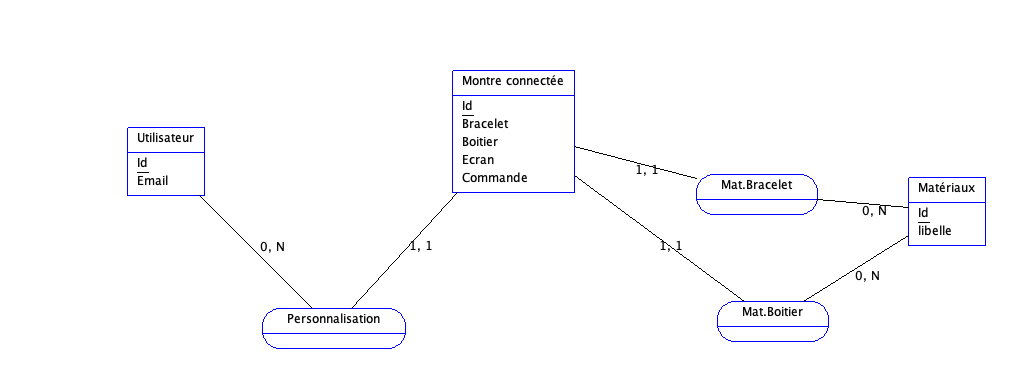 Montre connectée
Id
Bracelet
Boitier
Ecran
Commande
Utilisateur
Id
Email
1, 1
Mat.Bracelet
0, N
Matériaux
Id
libelle
0, N
1, 1
1, 1
0, N
Personnalisation
Mat.Boitier